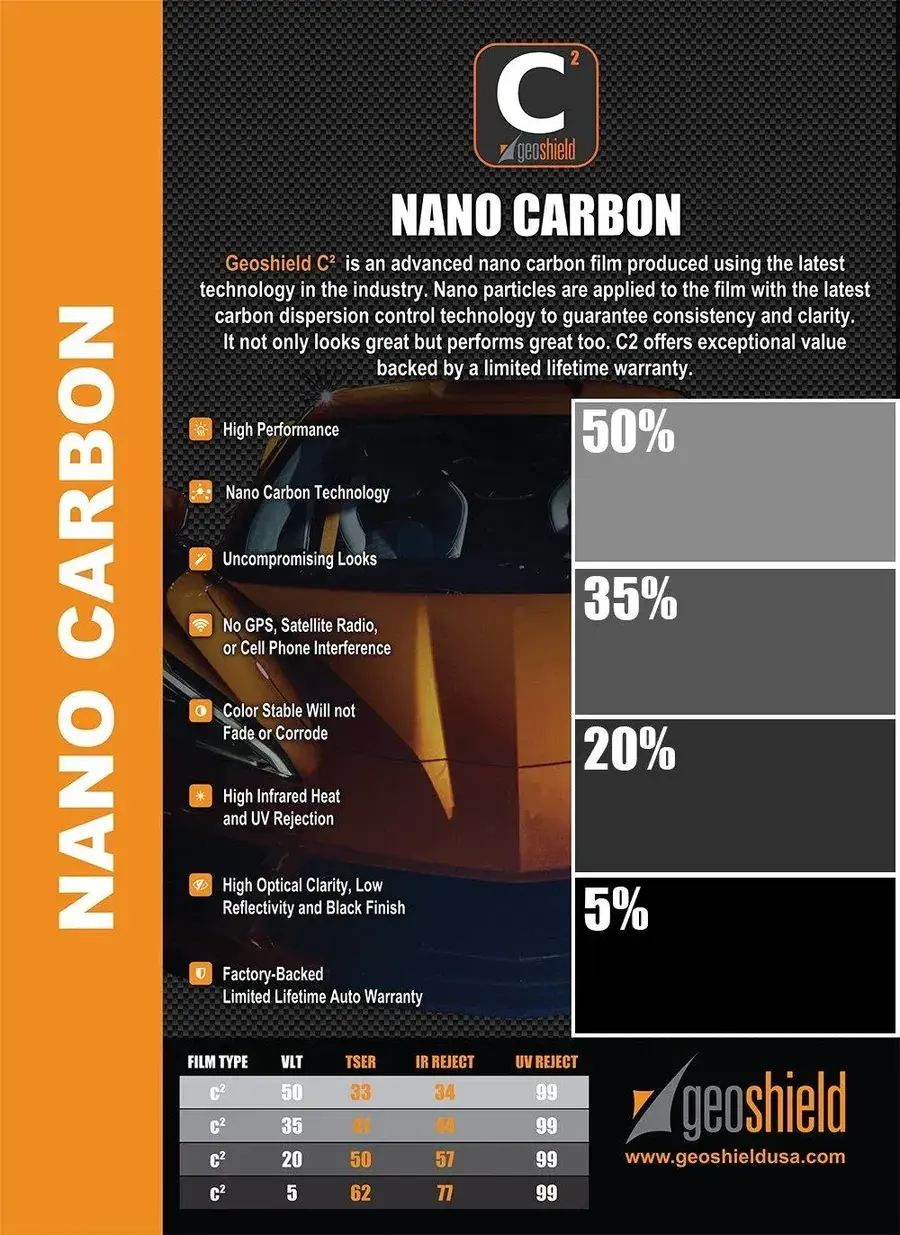 C2
geoshield
NANO CARBON
NANO CARBON
Geoshield C² is an advanced nano carbon film produced using the latest
technology in the industry. Nano particles are applied to the film with the latest
carbon dispersion control technology to guarantee consistency and clarity.
It not only looks great but performs great too. C2 offers exceptional value
backed by a limited lifetime warranty.
High Performance
Nano Carbon Technology
Uncompromising Looks
No GPS, Satellite Radio,
or Cell Phone Interference
Color Stable Will not
Fade or Corrode
High Infrared Heat
and UV Rejection
High Optical Clarity, Low
Reflectivity and Black Finish
Factory-Backed
Limited Lifetime Auto Warranty
50%
35%
20%
5%
FILM TYPE VLT TSER IR REJECT UV REJECT
c² 50 33 34 99
c² 35 41 44 99
c² 20 50 57 99
c² 5 62 77 99
geoshield
www.geoshieldusa.com